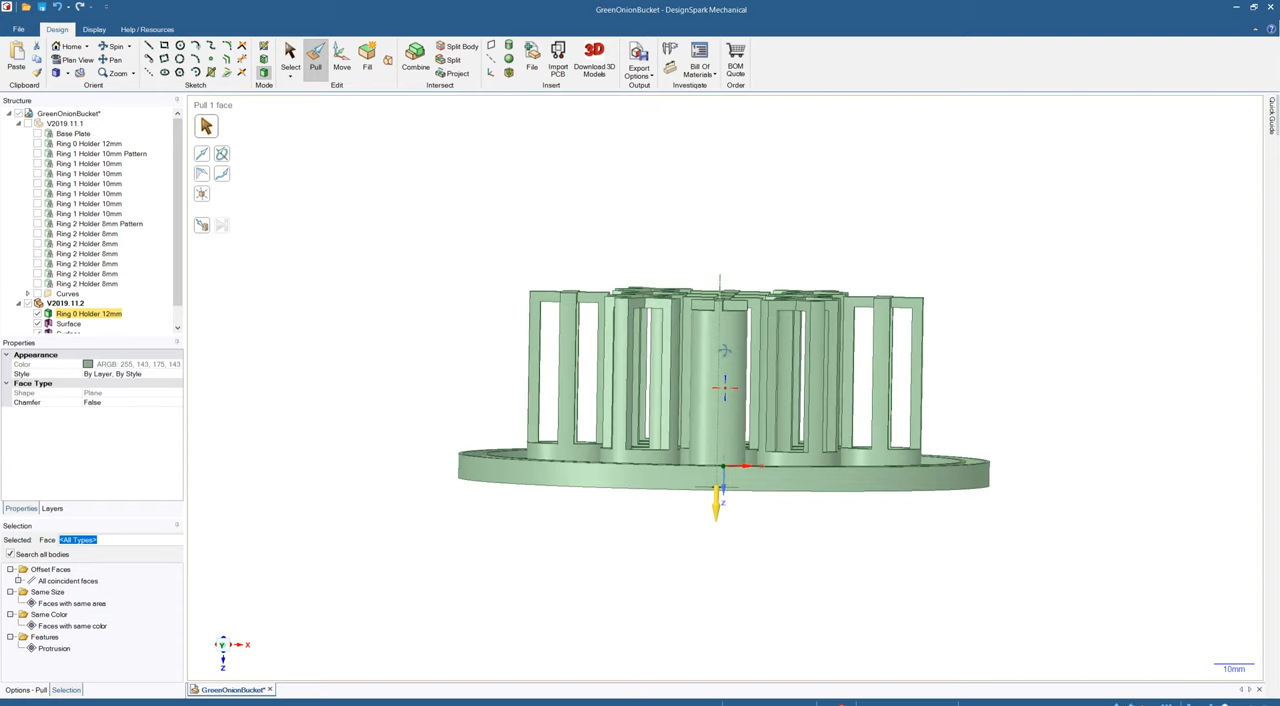 GreenOnionBucket - DesignSpark Mechanical
File Design Display Help / Resources
Paste
Clipboard
Home Spin
Plan View Pan
Zoom
Orient
Sketch
Mode
Select Pull Move Fill
Edit
Combine
Split Body
Split
Project
Intersect
File
Import PCB
Download 3D Models
Insert
Export Options
Output
Bill Of Materials
Investigate
BOM Quote
Order
Structure
GreenOnionBucket*
V2019.11.1
Base Plate
Ring 0 Holder 12mm
Ring 1 Holder 10mm Pattern
Ring 1 Holder 10mm
Ring 1 Holder 10mm
Ring 1 Holder 10mm
Ring 1 Holder 10mm
Ring 1 Holder 10mm
Ring 1 Holder 10mm
Ring 2 Holder 8mm Pattern
Ring 2 Holder 8mm
Ring 2 Holder 8mm
Ring 2 Holder 8mm
Ring 2 Holder 8mm
Ring 2 Holder 8mm
Ring 2 Holder 8mm
Curves
V2019.11.2
Ring 0 Holder 12mm
Surface
Properties
Appearance
Color ARGB: 255, 143, 175, 143
Style By Layer, By Style
Face Type
Shape Plane
Chamfer False
Properties Layers
Selection
Selected: Face <All Types>
Search all bodies
Offset Faces
All coincident faces
Same Size
Faces with same area
Same Color
Faces with same color
Features
Protrusion
Options - Pull Selection
Pull 1 face
Quick Guide
Z
Y
X
Z
10mm
GreenOnionBucket*